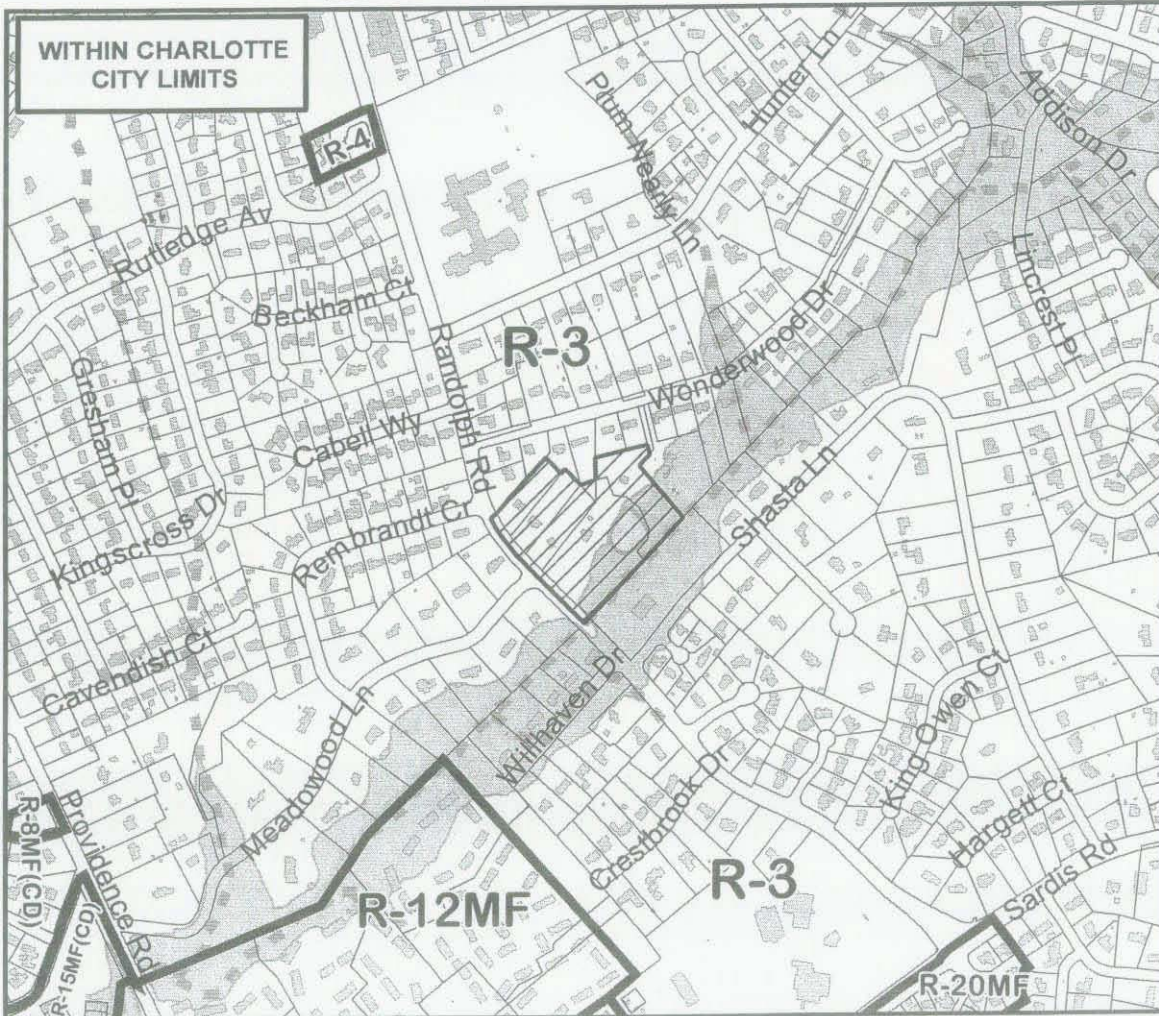 WITHIN CHARLOTTE
CITY LIMITS
R-4
Plum Nearly Ln
Hunter Ln
Addison Dr
Rutledge Av
Beckham Ct
Randolph Rd
R-3
Wonderwood Dr
Limcrest Pl
Gresham Pl
Cabell Wy
Kingscross Dr
Rembrandt Cr
Shasta Ln
Cavendish Ct
Meadowood Ln
Willhaven Dr
King Owen Ct
Crestbrook Dr
Hargett Ct
R-8MF(CD)
Providence Rd
R-12MF
R-3
Sardis Rd
R-15MF(CD)
R-20MF